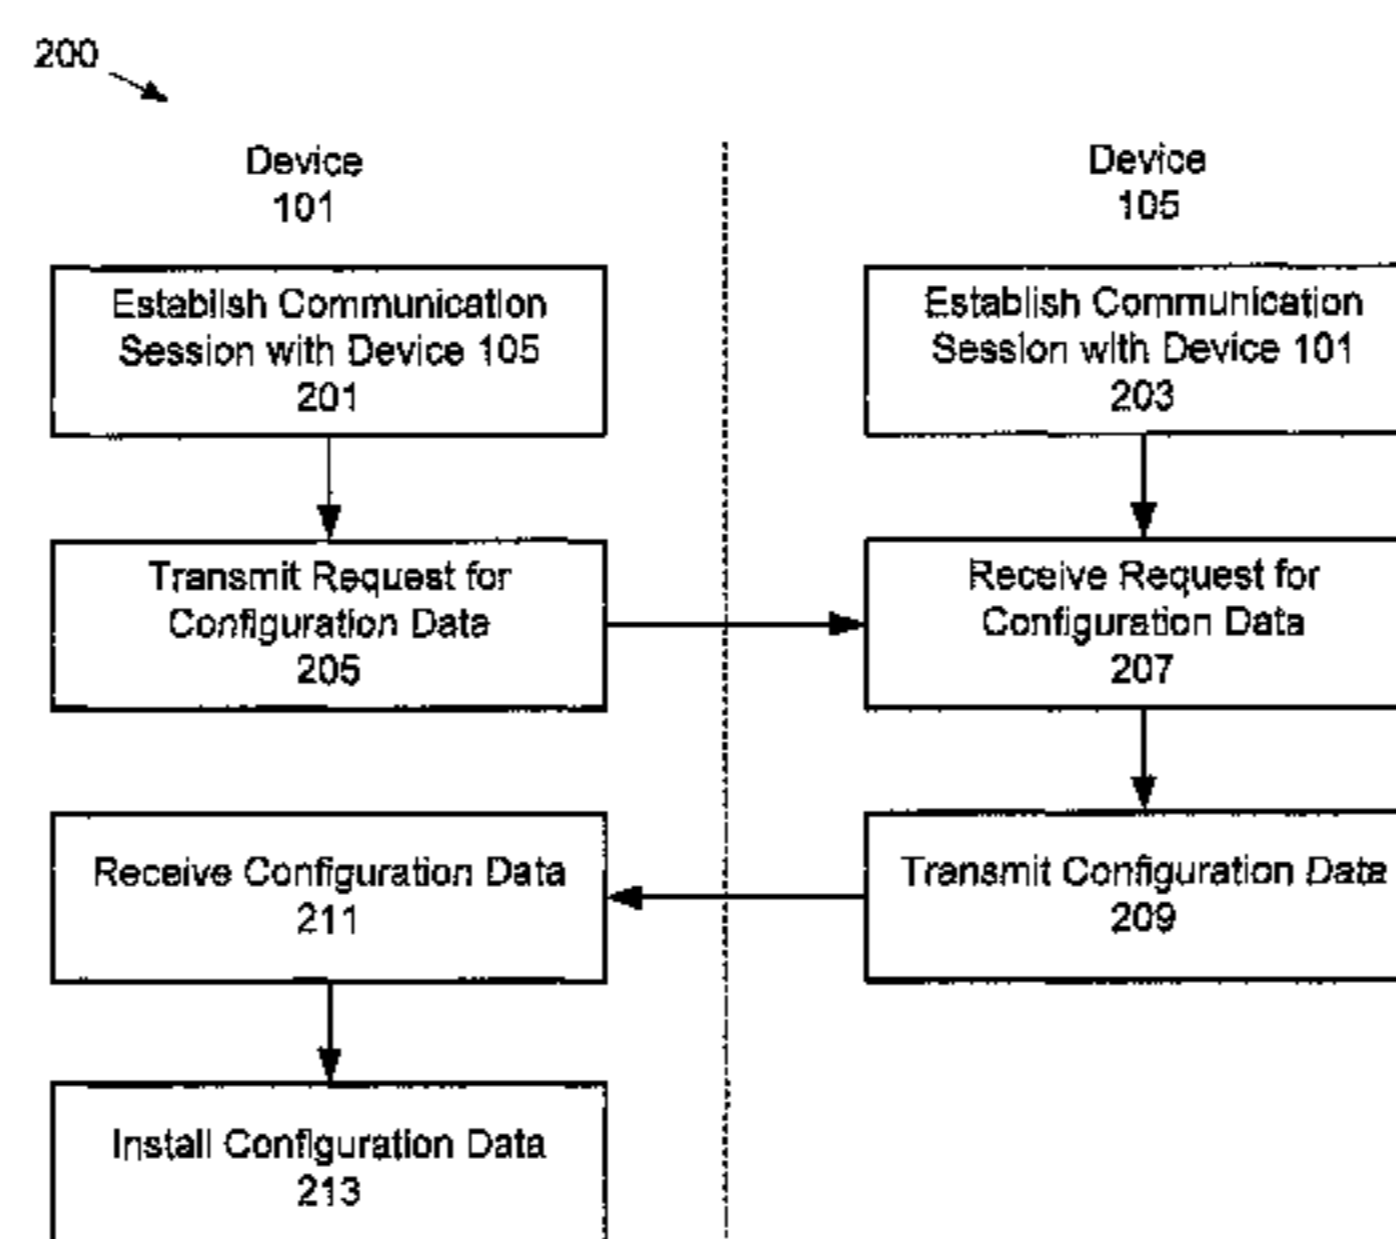 200
Device
101
Device
105
Establish Communication
Session with Device 105
201
Establish Communication
Session with Device 101
203
Transmit Request for
Configuration Data
205
Receive Request for
Configuration Data
207
Receive Configuration Data
211
Transmit Configuration Data
209
Install Configuration Data
213